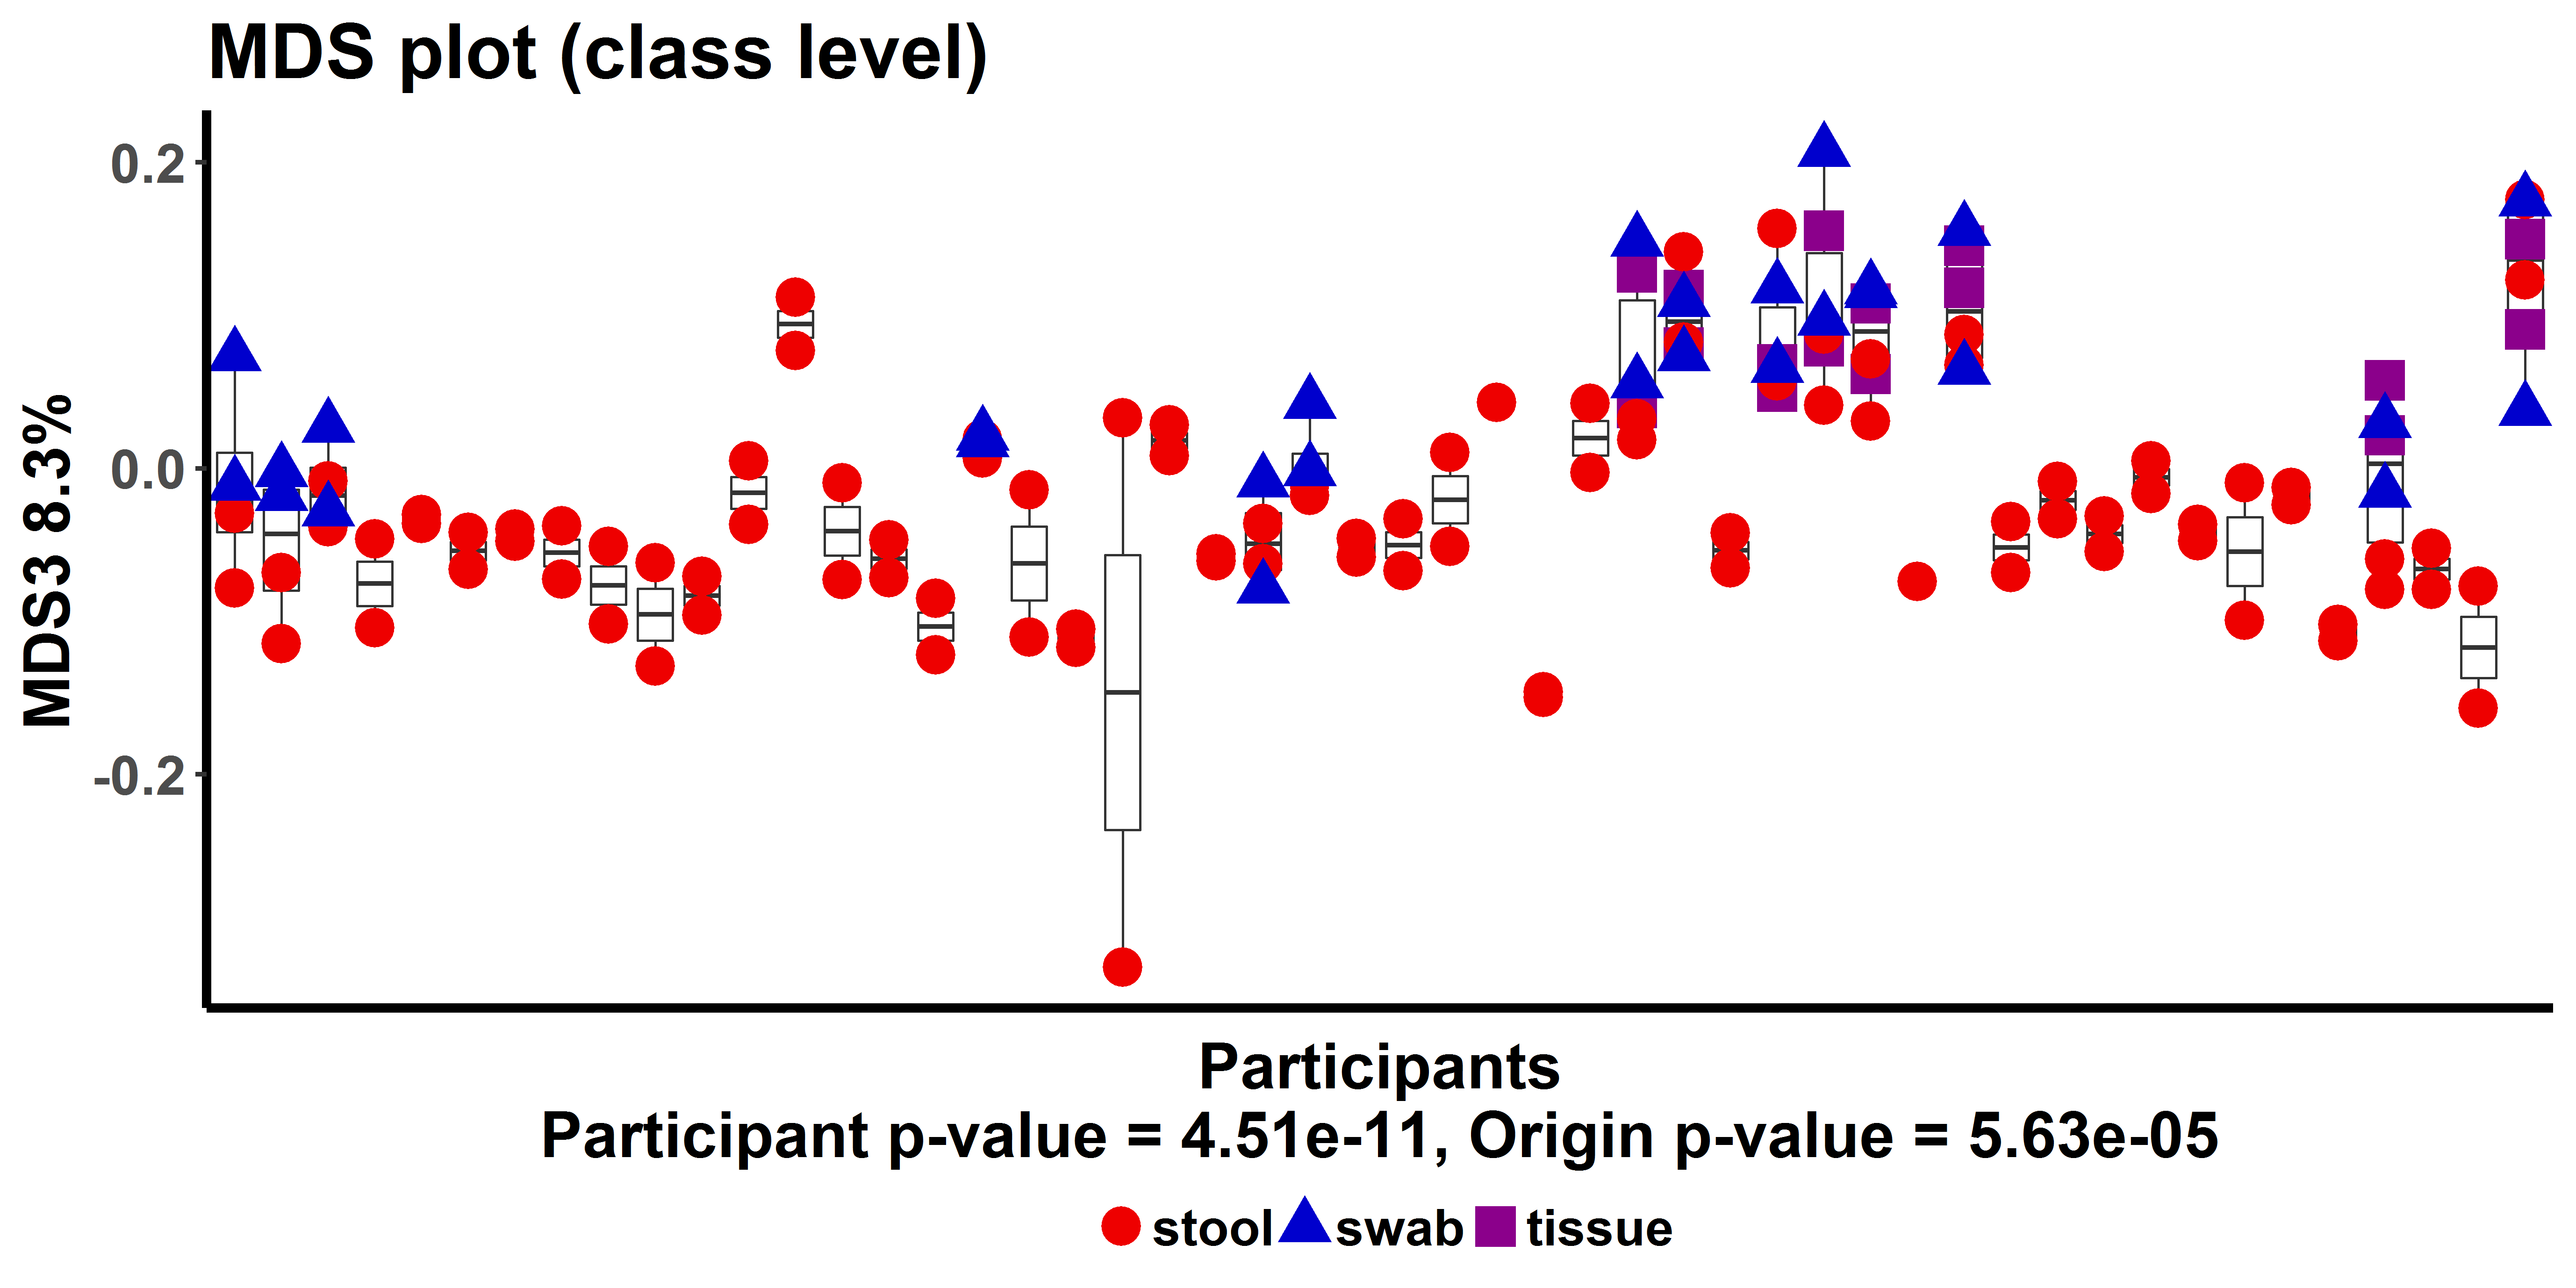 MDS plot (class level)
0.2
0.0
-0.2
MDS3 8.3%
Participants
Participant p-value = 4.51e-11, Origin p-value = 5.63e-05
stool swab tissue